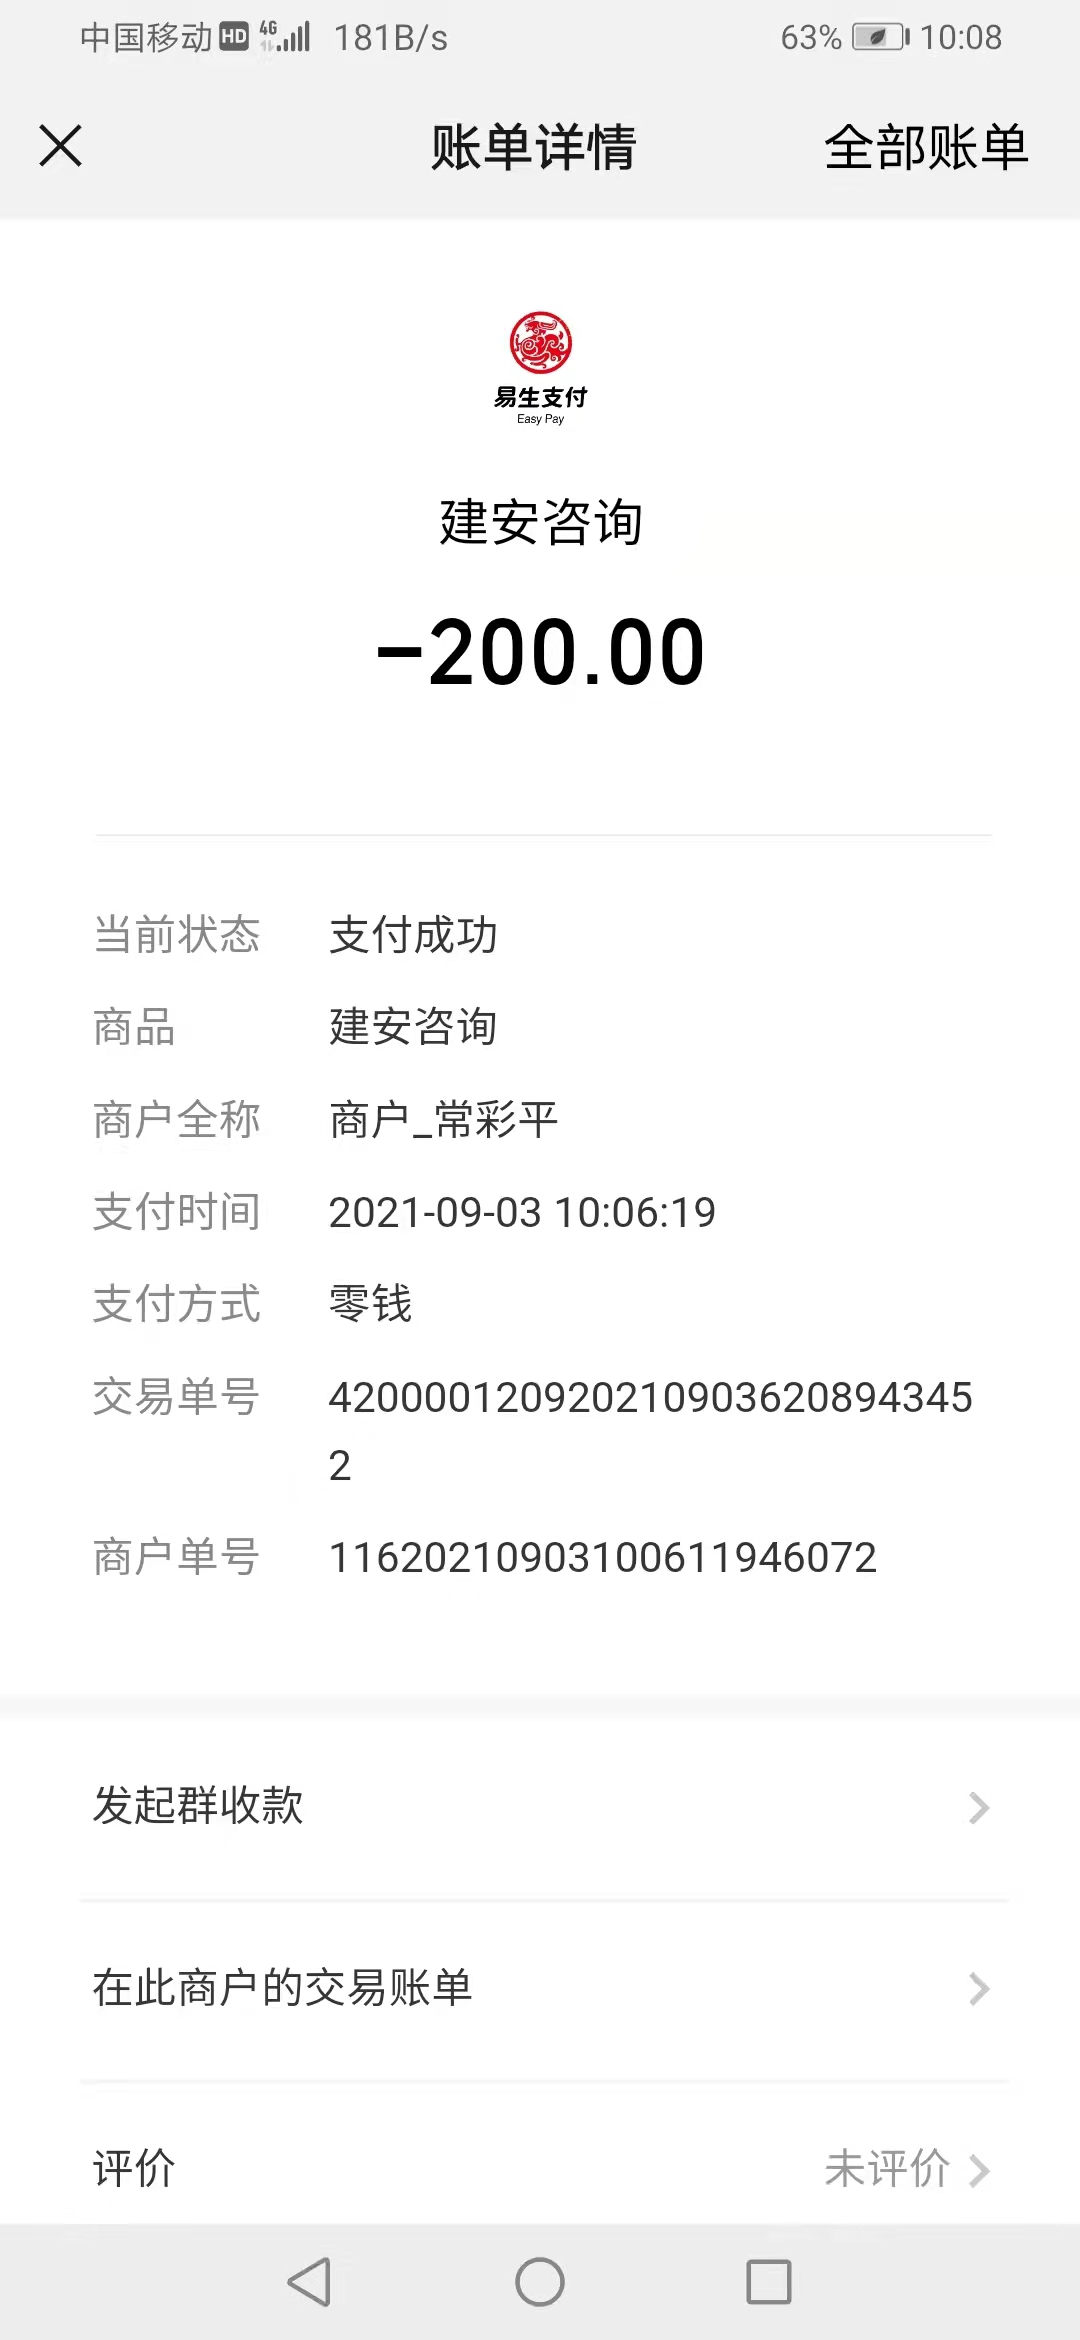 中国移动 HD 4G 181B/s 63% 10:08
账单详情 全部账单
易生支付
Easy Pay
建安咨询
-200.00
当前状态 支付成功
商品 建安咨询
商户全称 商户_常彩平
支付时间 2021-09-03 10:06:19
支付方式 零钱
交易单号 420000120920210903620894345
2
商户单号 11620210903100611946072
发起群收款
在此商户的交易账单
评价 未评价